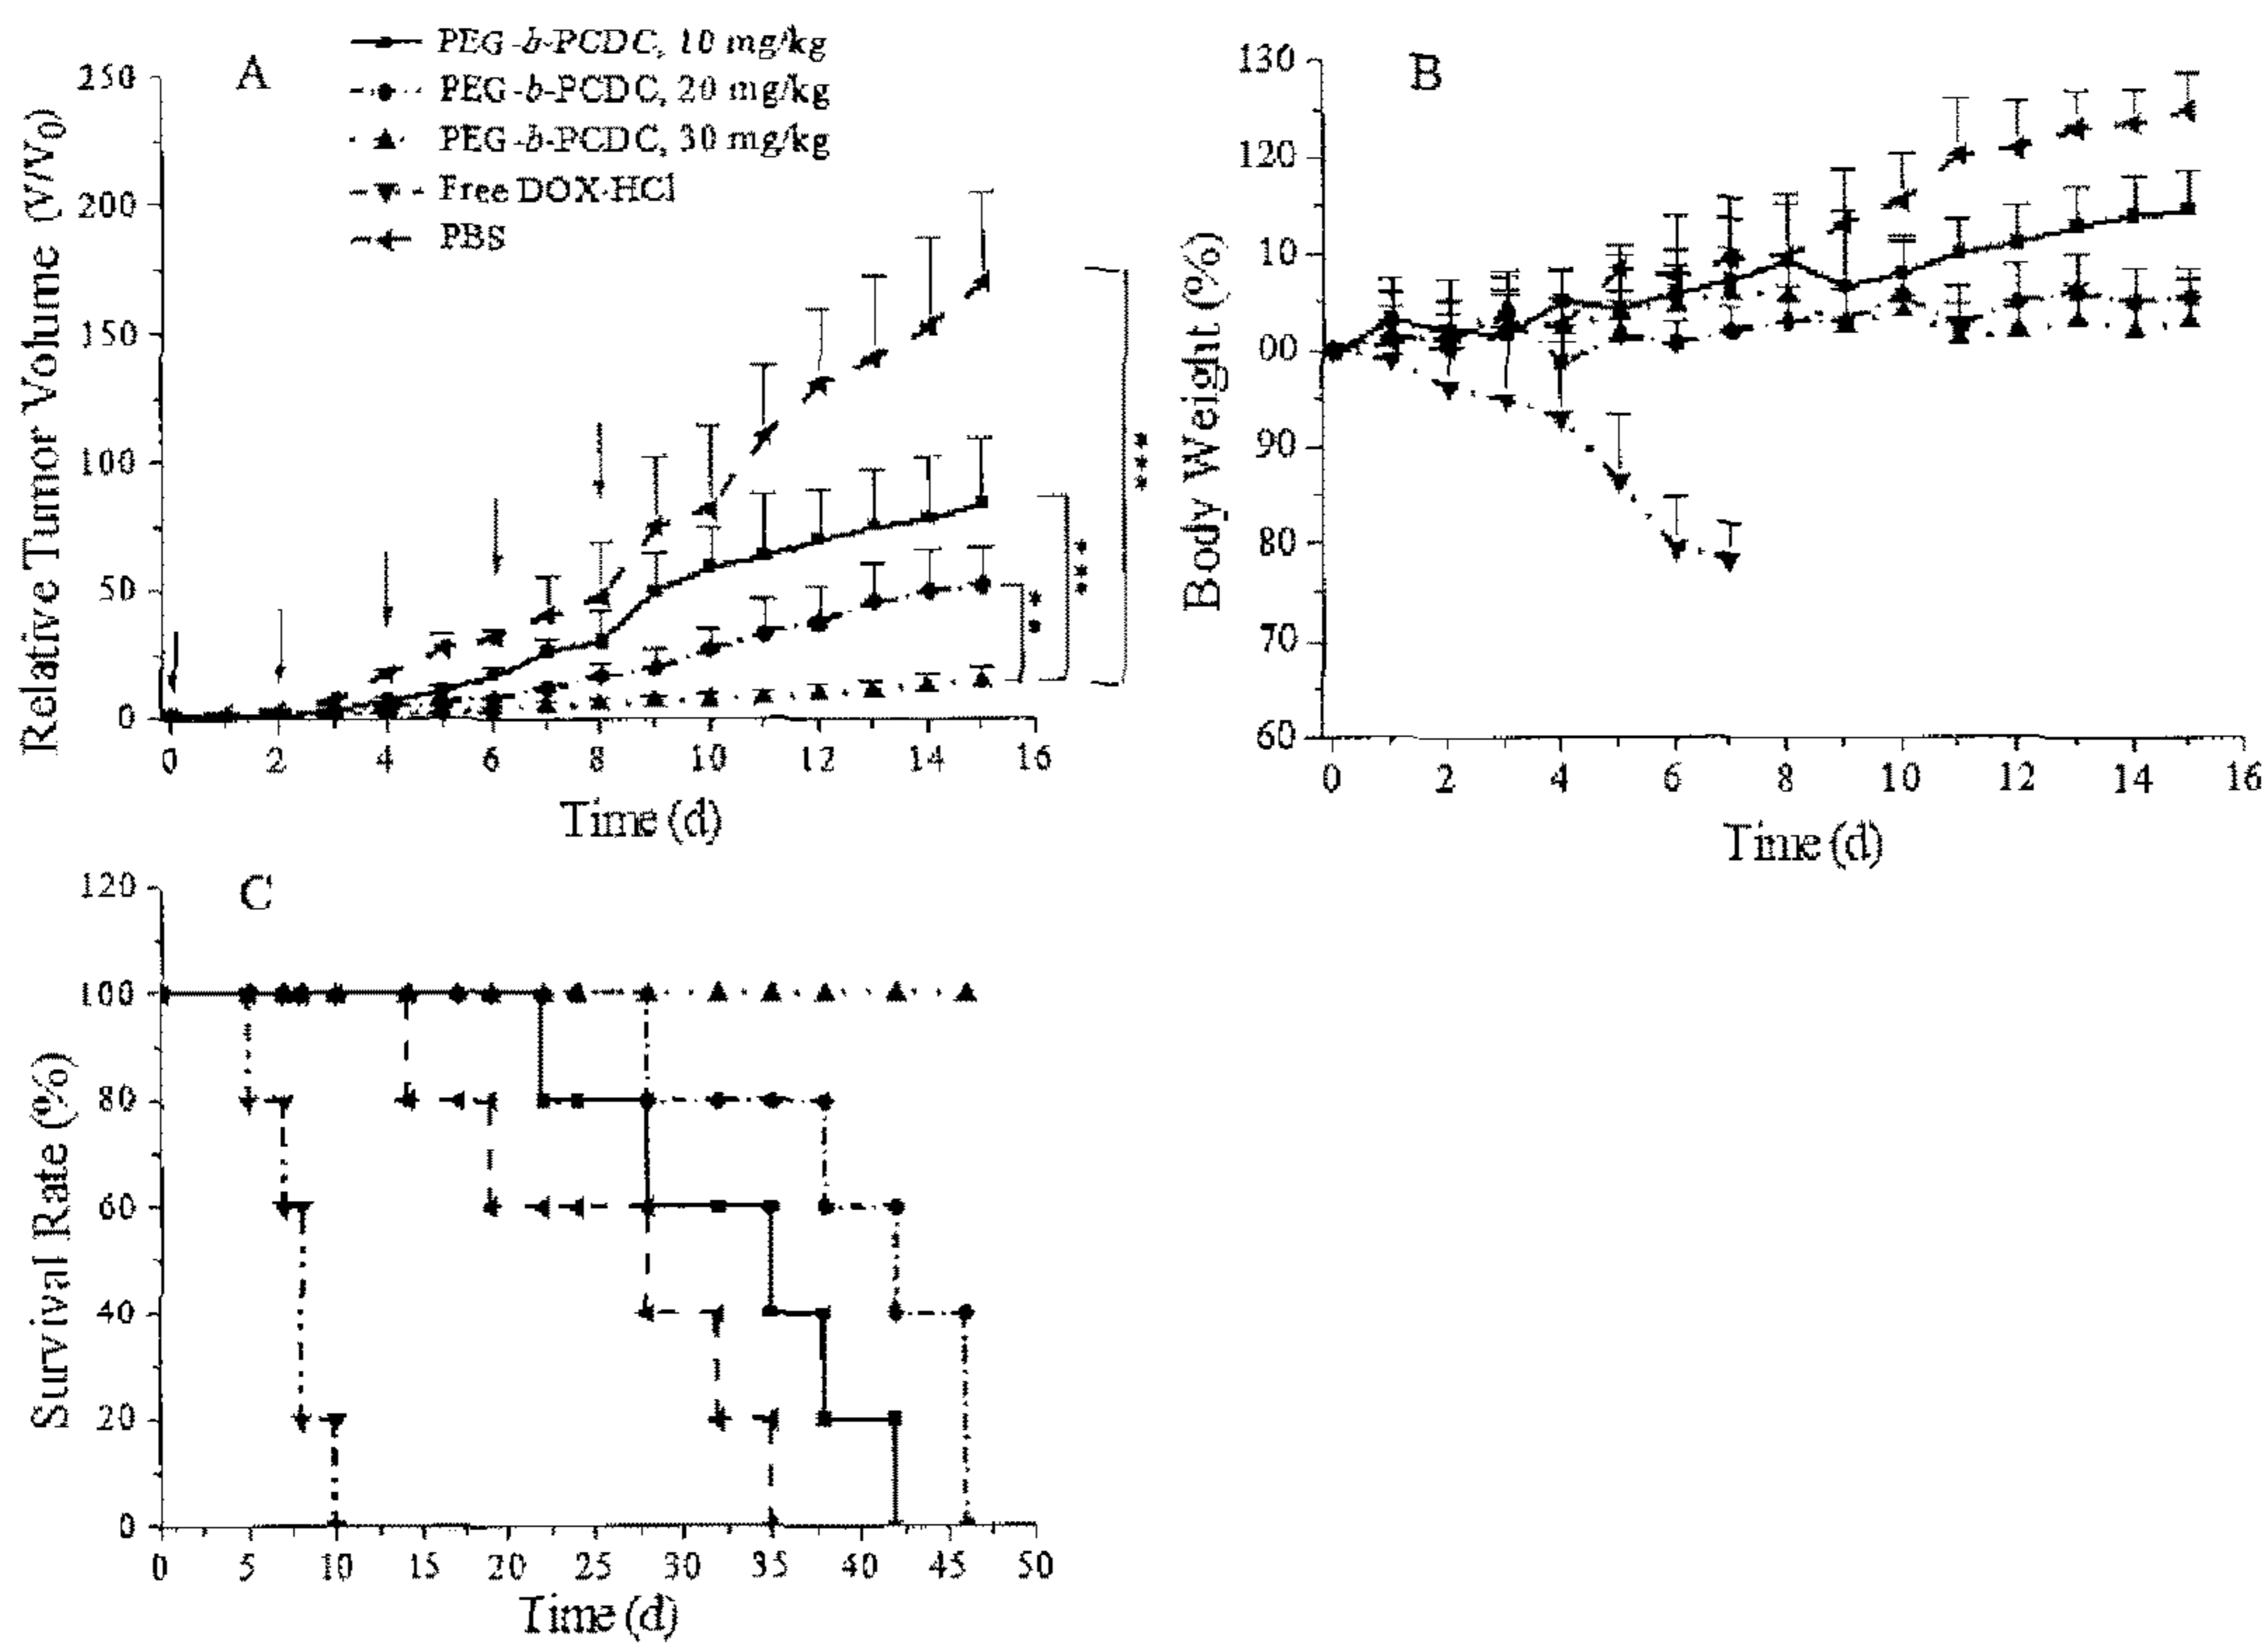 A
PEG-b-PCDC, 10 mg/kg
PEG-b-PCDC, 20 mg/kg
PEG-b-PCDC, 30 mg/kg
Free DOX·HCl
PBS
250
200
150
100
50
0
Relative Tumor Volume (V/V0)
0 2 4 6 8 10 12 14 16
Time (d)
**
***
***
B
130
120
10
00
90
80
70
60
Body Weight (%)
0 2 4 6 8 10 12 14 16
Time (d)
C
120
100
80
60
40
20
0
Survival Rate (%)
0 5 10 15 20 25 30 35 40 45 50
Time (d)